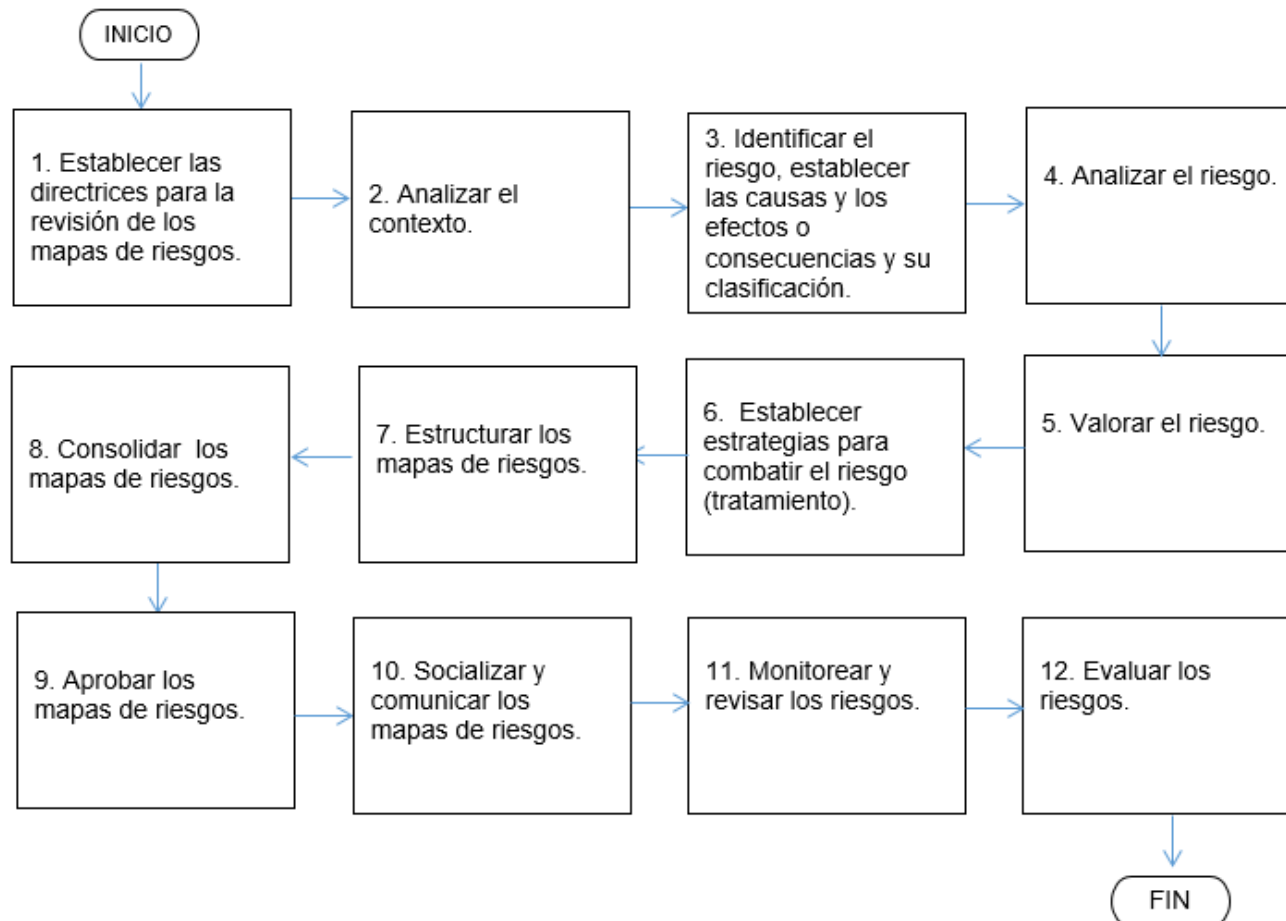 INICIO
1. Establecer las
directrices para la
revisión de los
mapas de riesgos.
2. Analizar el
contexto.
3. Identificar el
riesgo, establecer
las causas y los
efectos o
consecuencias y su
clasificación.
4. Analizar el riesgo.
5. Valorar el riesgo.
6.  Establecer
estrategias para
combatir el riesgo
(tratamiento).
7. Estructurar los
mapas de riesgos.
8. Consolidar  los
mapas de riesgos.
9. Aprobar los
mapas de riesgos.
10. Socializar y
comunicar los
mapas de riesgos.
11. Monitorear y
revisar los riesgos.
12. Evaluar los
riesgos.
FIN